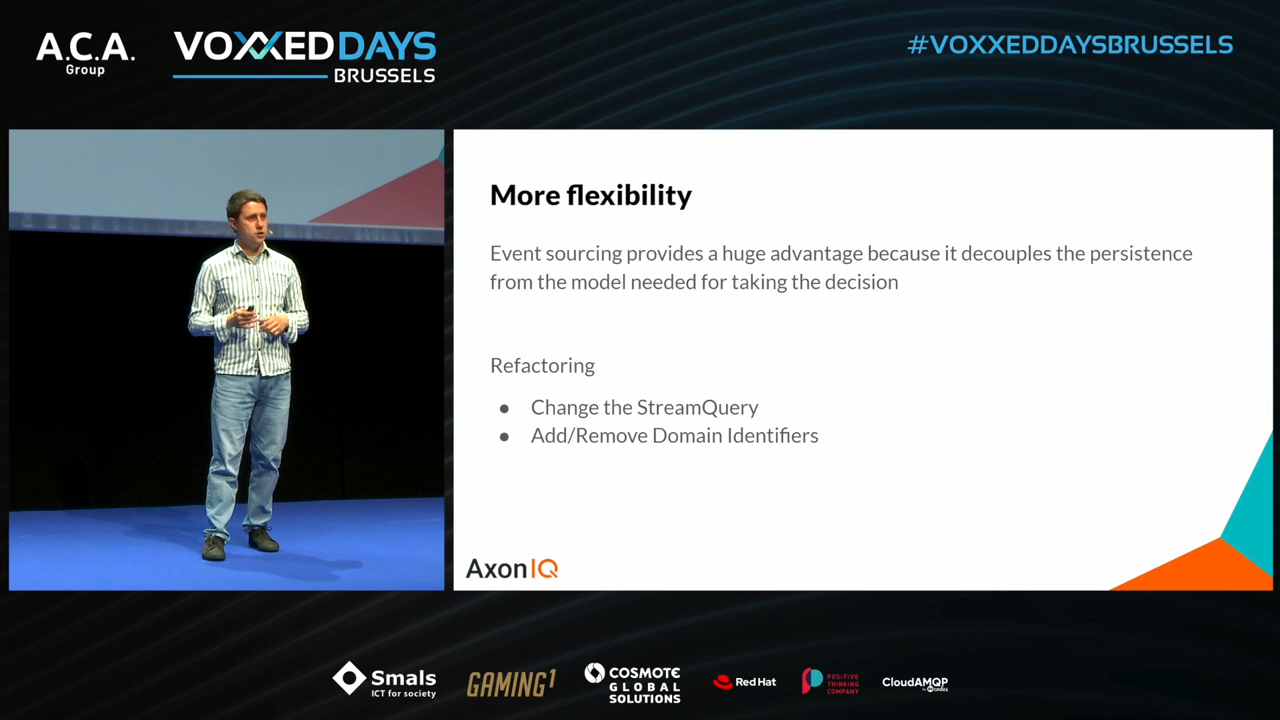 A.C.A.
Group
VOXXEDDAYS
BRUSSELS
#VOXXEDDAYSBRUSSELS
More flexibility
Event sourcing provides a huge advantage because it decouples the persistence
from the model needed for taking the decision
Refactoring
● Change the StreamQuery
● Add/Remove Domain Identifiers
AxonIQ
Smals
ICT for society
GAMING1
COSMOTE
GLOBAL
SOLUTIONS
Red Hat
POSITIVE
THINKING
COMPANY
CloudAMQP